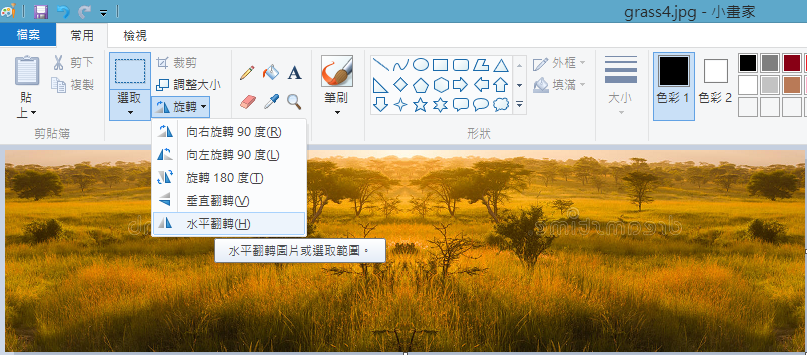 grass4.jpg - 小畫家
檔案 常用 檢視
貼上
剪下
複製
選取
裁剪
調整大小
旋轉
A
筆刷
外框
填滿
大小
色彩 1
色彩 2
剪貼簿
形狀
向右旋轉 90 度(R)
向左旋轉 90 度(L)
旋轉 180 度(T)
垂直翻轉(V)
水平翻轉(H)
水平翻轉圖片或選取範圍。